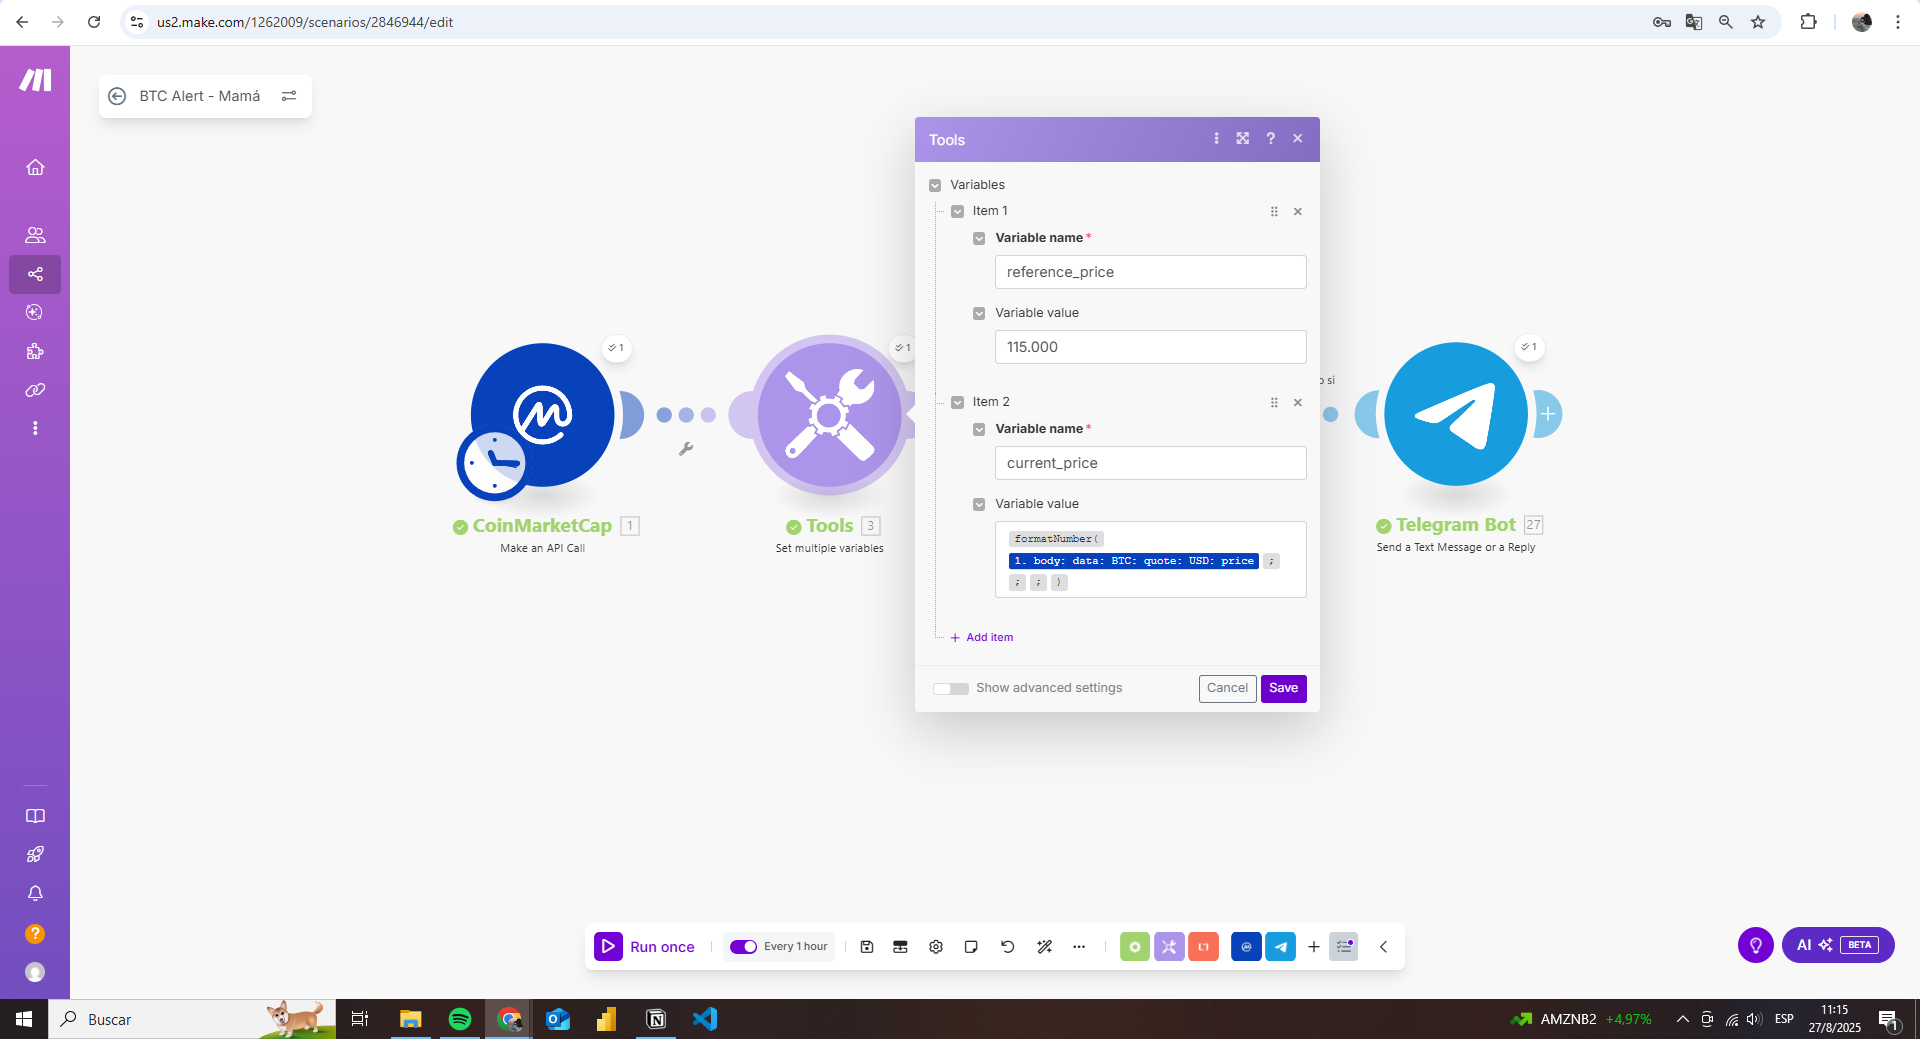 us2.make.com/1262009/scenarios/2846944/edit
BTC Alert - Mamá
Tools
Variables
Item 1
Variable name *
reference_price
Variable value
115.000
Item 2
Variable name *
current_price
Variable value
formatNumber(
1. body: data: BTC: quote: USD: price ;
; ; )
+ Add item
Show advanced settings
Cancel
Save
1
CoinMarketCap 1
Make an API Call
1
Tools 3
Set multiple variables
o si
1
Telegram Bot 27
Send a Text Message or a Reply
Run once
Every 1 hour
AI BETA
Buscar
AMZNB2 +4,97%
ESP
11:15
27/8/2025
1